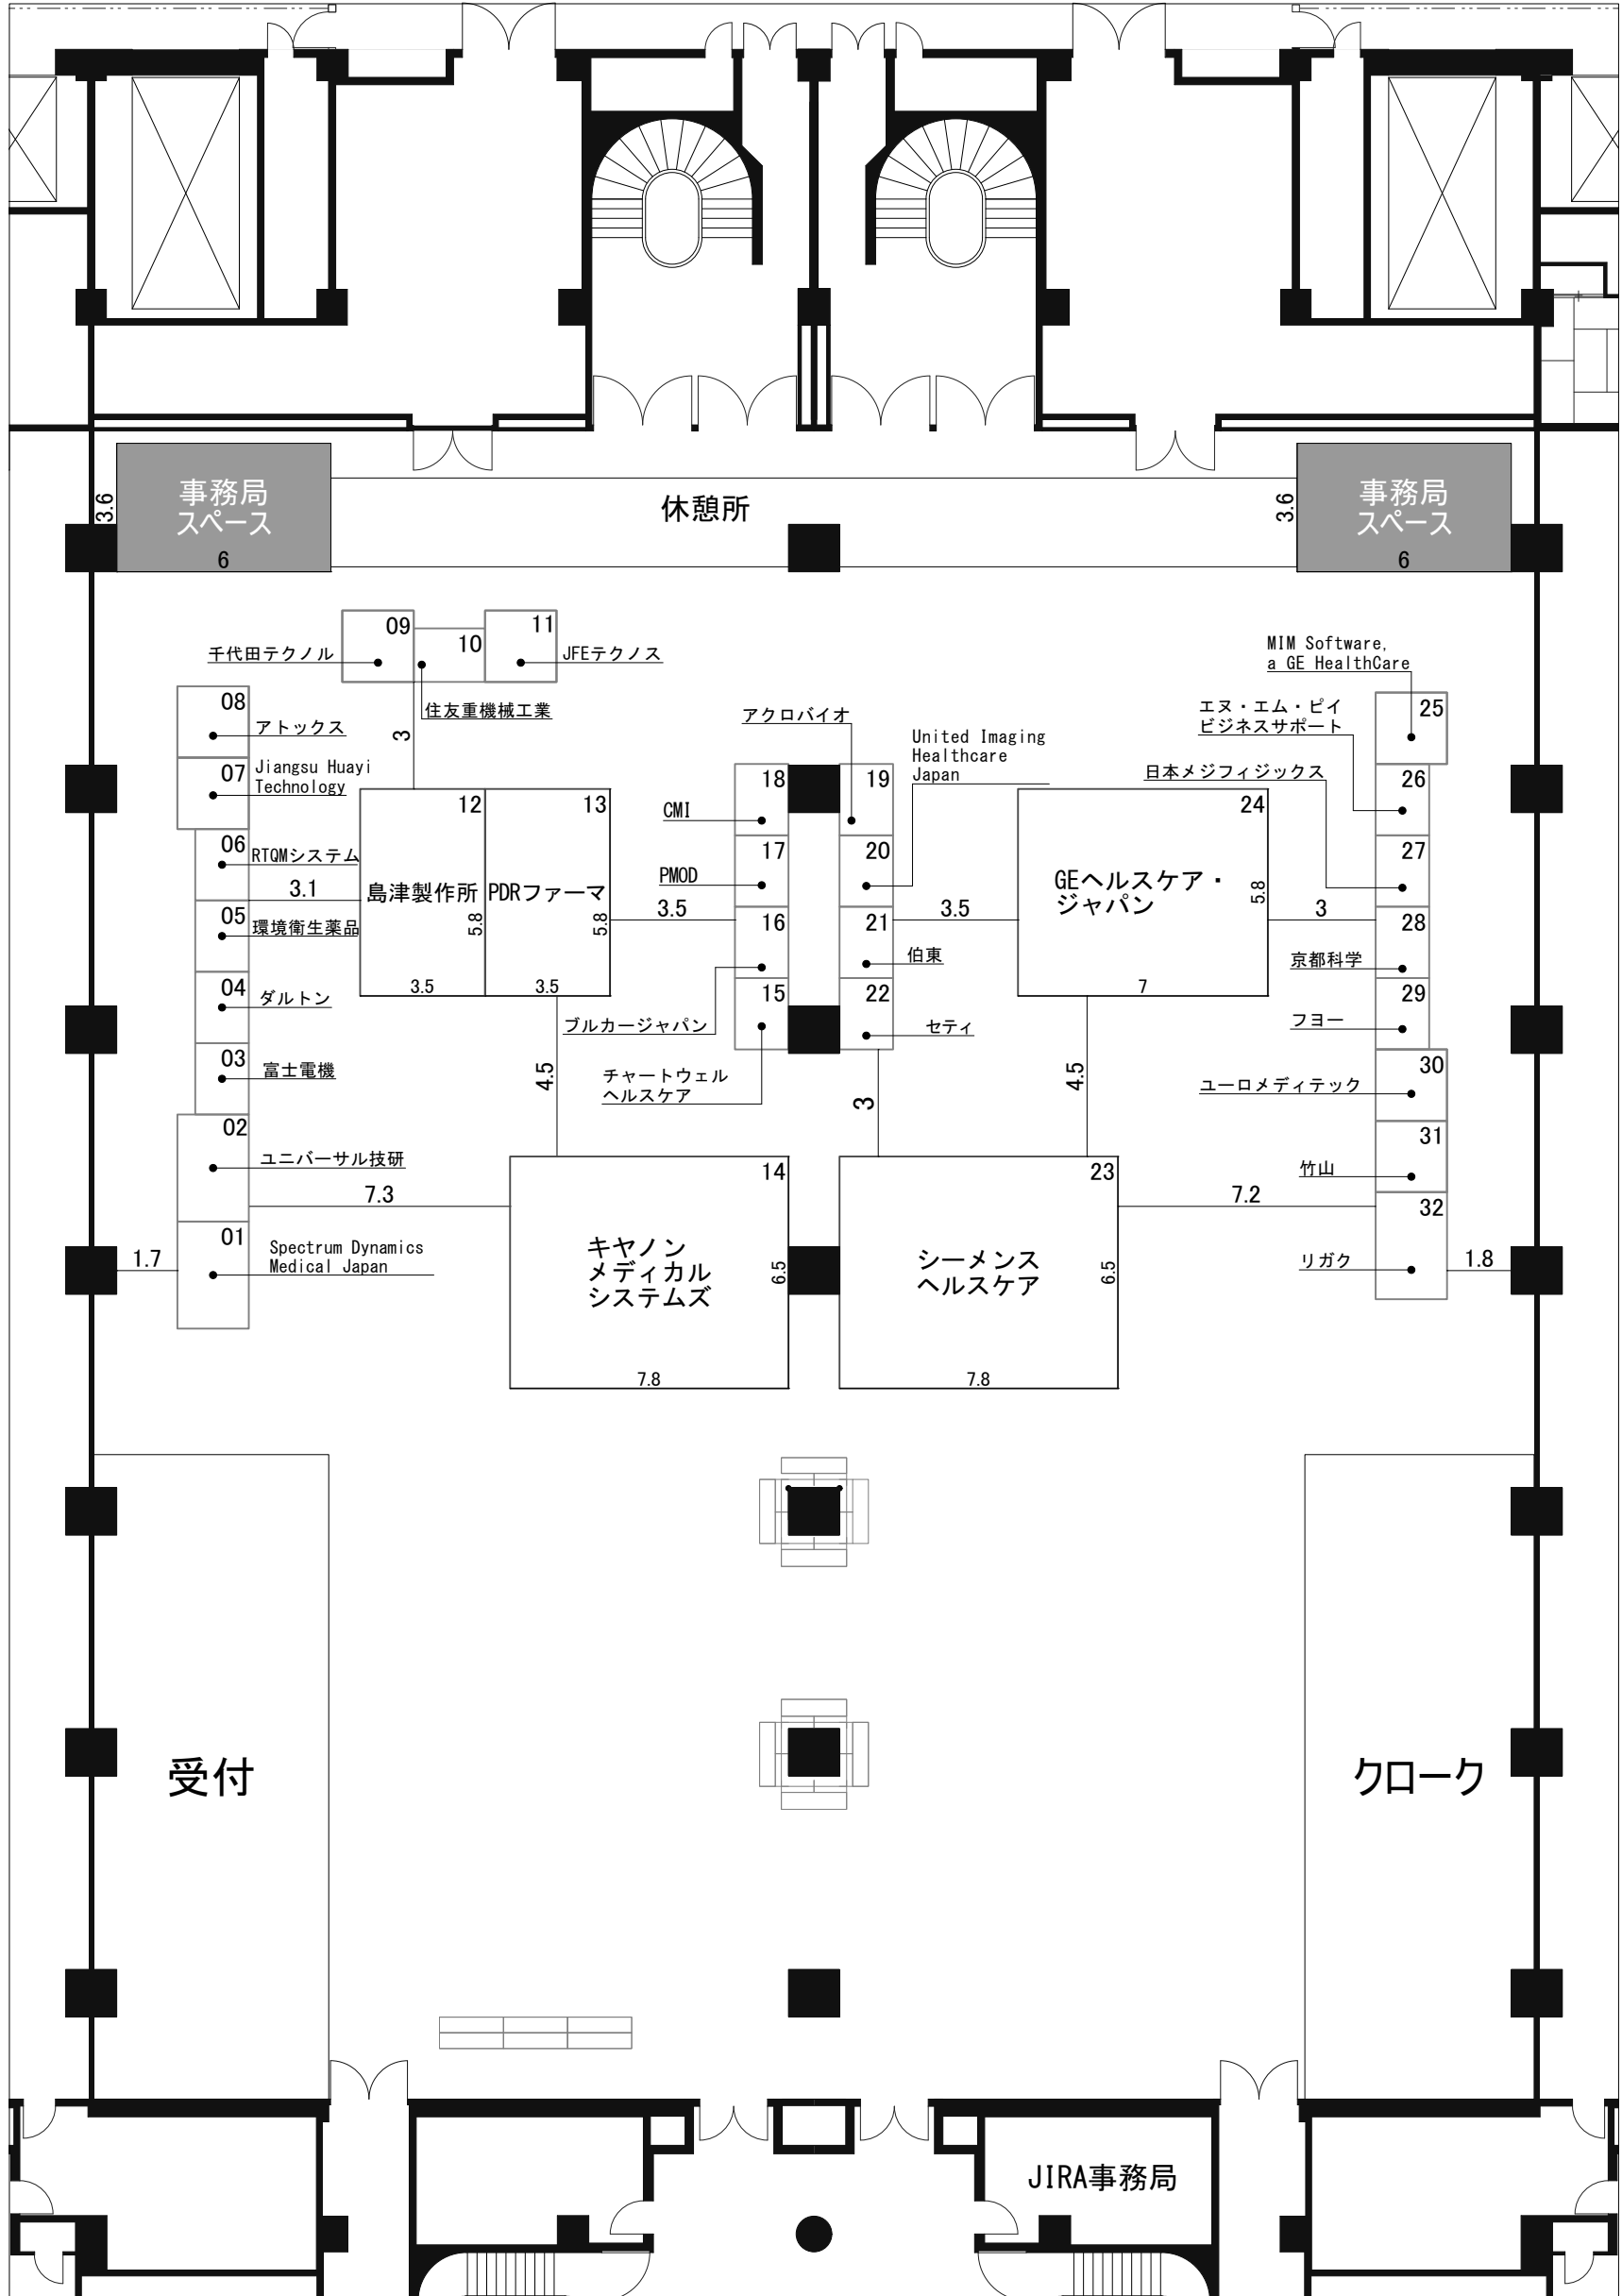 事務局
スペース
3.6
6
休憩所
事務局
スペース
3.6
6
09
10
11
千代田テクノル
住友重機械工業
JFEテクノス
3
08
アトックス
07
Jiangsu Huayi
Technology
06
RTQMシステム
3.1
05
環境衛生薬品
04
ダルトン
03
富士電機
02
ユニバーサル技研
7.3
01
Spectrum Dynamics
Medical Japan
1.7
12
島津製作所
5.8
3.5
13
PDRファーマ
5.8
3.5
3.5
4.5
18
CMI
17
PMOD
16
ブルカージャパン
15
チャートウェル
ヘルスケア
アクロバイオ
19
United Imaging
Healthcare
Japan
20
21
伯東
22
セティ
3.5
3
24
GEヘルスケア・
ジャパン
5.8
7
3
4.5
MIM Software,
a GE HealthCare
25
エヌ・エム・ピイ
ビジネスサポート
26
日本メジフィジックス
27
28
京都科学
29
フヨー
30
ユーロメディテック
31
竹山
32
リガク
7.2
1.8
14
キヤノン
メディカル
システムズ
6.5
7.8
23
シーメンス
ヘルスケア
6.5
7.8
受付
クローク
JIRA事務局